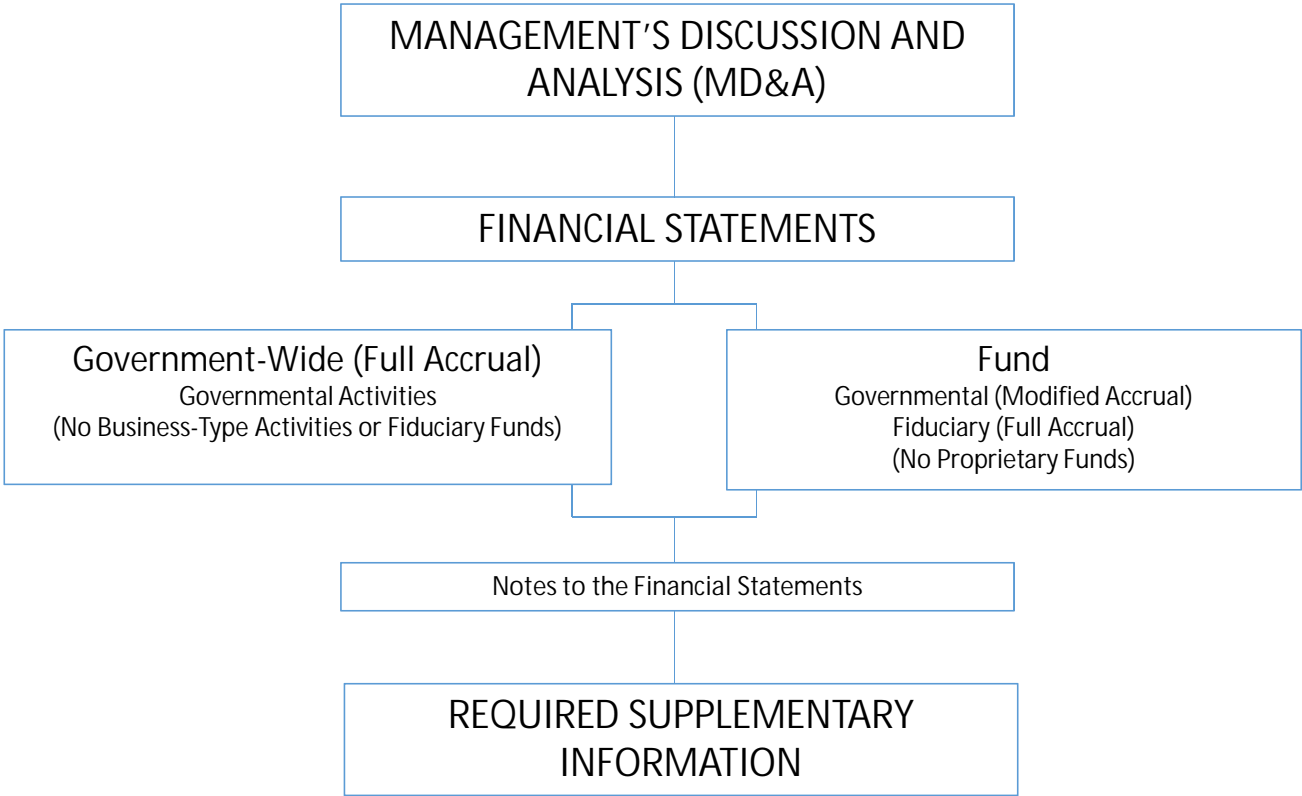 MANAGEMENT’S DISCUSSION AND
ANALYSIS (MD&A)
FINANCIAL STATEMENTS
Government-Wide (Full Accrual)
Governmental Activities
(No Business-Type Activities or Fiduciary Funds)
Fund
Governmental (Modified Accrual)
Fiduciary (Full Accrual)
(No Proprietary Funds)
Notes to the Financial Statements
REQUIRED SUPPLEMENTARY
INFORMATION